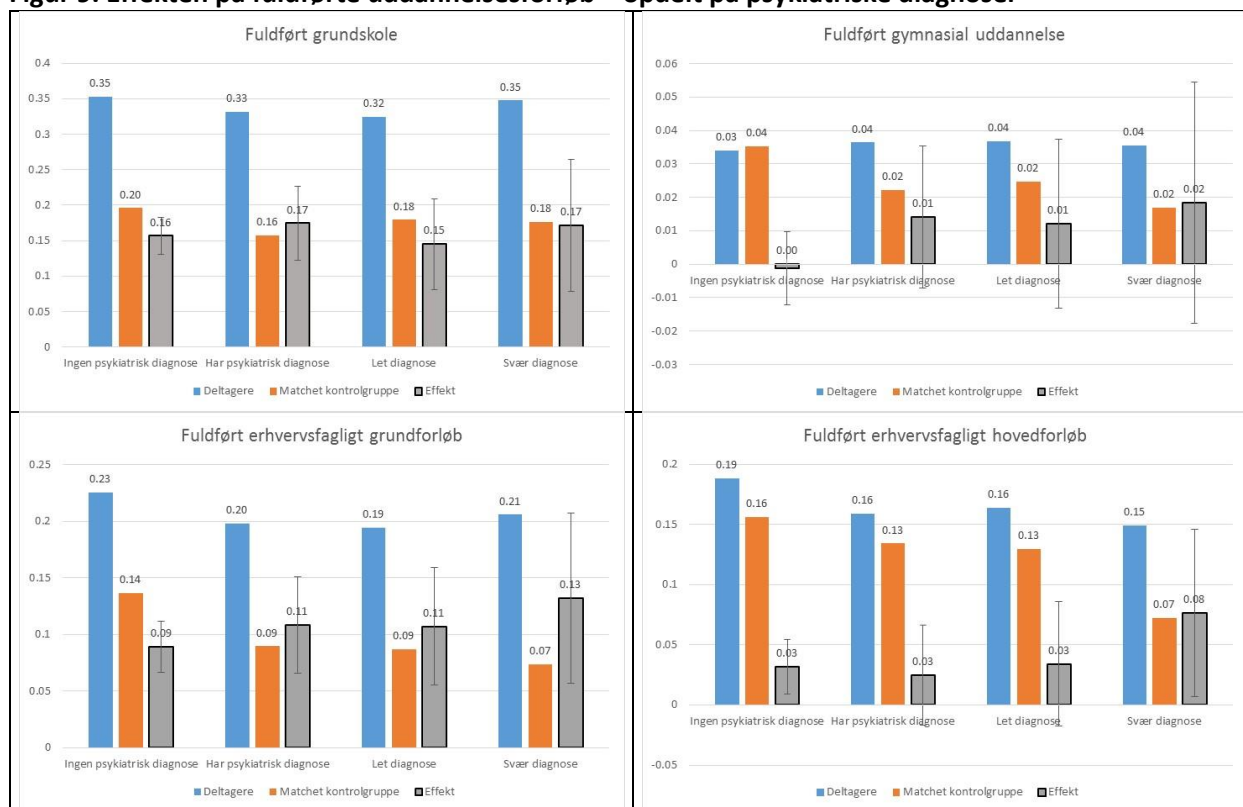 Effekten på fuldførte uddannelsesforløb – opdelt på psykiatriske diagnoser
Fuldført grundskole
0.4
0.35
0.3
0.25
0.2
0.15
0.1
0.05
0
0.35 0.20 0.16 0.33 0.16 0.17 0.32 0.18 0.15 0.35 0.18 0.17
Ingen psykiatrisk diagnose Har psykiatrisk diagnose Let diagnose Svær diagnose
Deltagere Matchet kontrolgruppe Effekt
Fuldført gymnasial uddannelse
0.06
0.05
0.04
0.03
0.02
0.01
0
-0.01
-0.02
-0.03
0.03 0.04 0.00 0.04 0.02 0.01 0.04 0.02 0.01 0.04 0.02 0.02
Ingen psykiatrisk diagnose Har psykiatrisk diagnose Let diagnose Svær diagnose
Deltagere Matchet kontrolgruppe Effekt
Fuldført erhvervsfagligt grundforløb
0.25
0.2
0.15
0.1
0.05
0
0.23 0.14 0.09 0.20 0.09 0.11 0.19 0.09 0.11 0.21 0.07 0.13
Ingen psykiatrisk diagnose Har psykiatrisk diagnose Let diagnose Svær diagnose
Deltagere Matchet kontrolgruppe Effekt
Fuldført erhvervsfagligt hovedforløb
0.2
0.15
0.1
0.05
0
-0.05
0.19 0.16 0.03 0.16 0.13 0.03 0.16 0.13 0.03 0.15 0.07 0.08
Ingen psykiatrisk diagnose Har psykiatrisk diagnose Let diagnose Svær diagnose
Deltagere Matchet kontrolgruppe Effekt